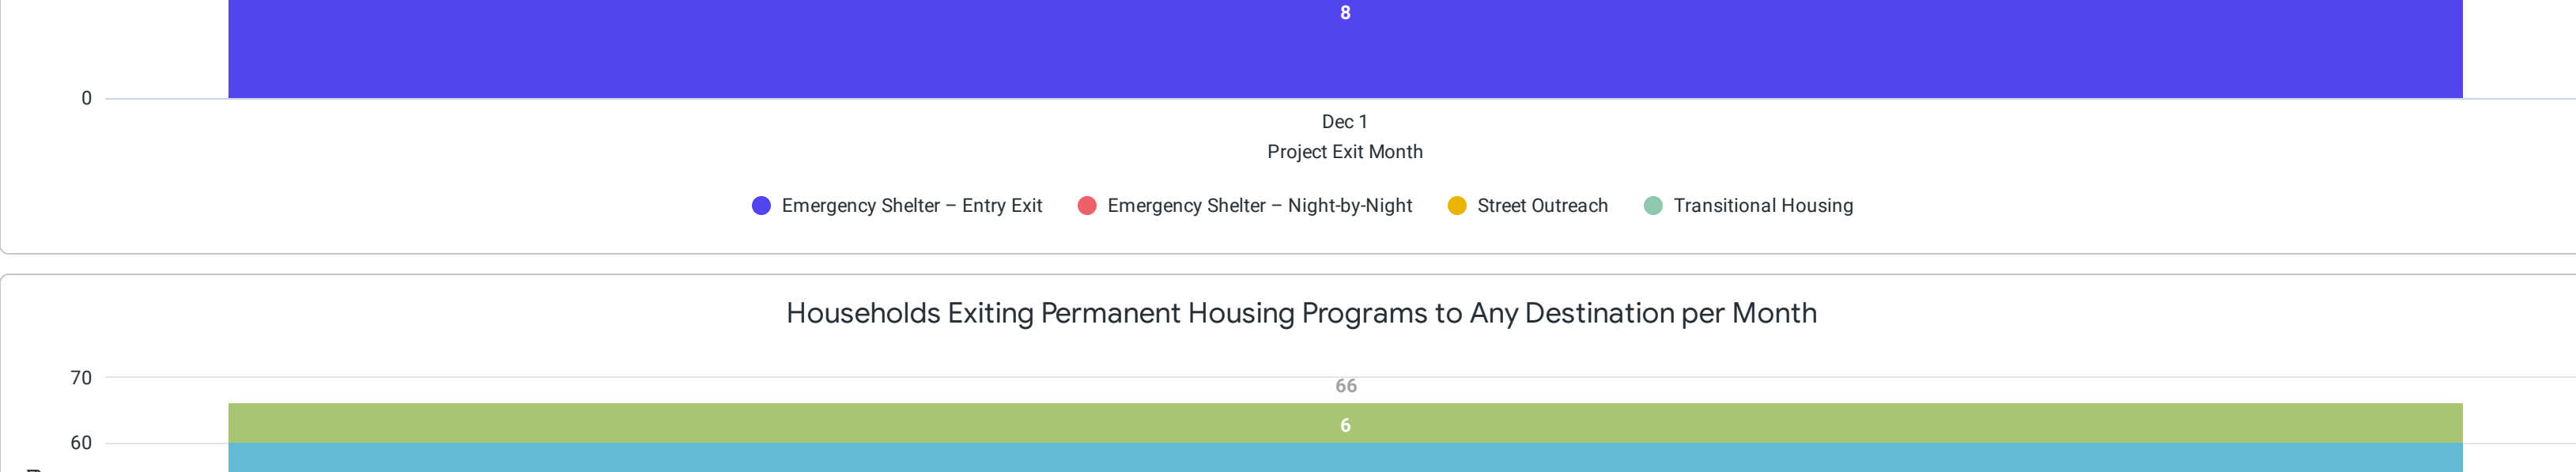 8
0
Dec 1
Project Exit Month
Emergency Shelter – Entry Exit Emergency Shelter – Night-by-Night Street Outreach Transitional Housing
Households Exiting Permanent Housing Programs to Any Destination per Month
70
66
6
60